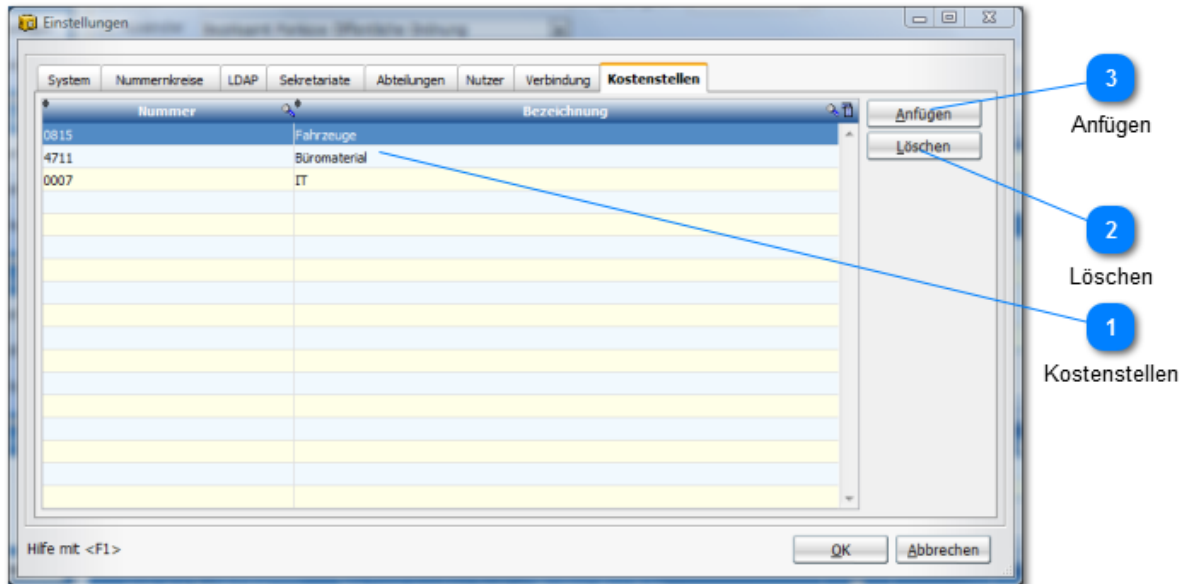 Einstellungen
System Nummernkreise LDAP Sekretariate Abteilungen Nutzer Verbindung Kostenstellen
Nummer Bezeichnung
0815 Fahrzeuge
4711 Büromaterial
0007 IT
Anfügen
Löschen
3
Anfügen
2
Löschen
1
Kostenstellen
Hilfe mit <F1>
OK
Abbrechen